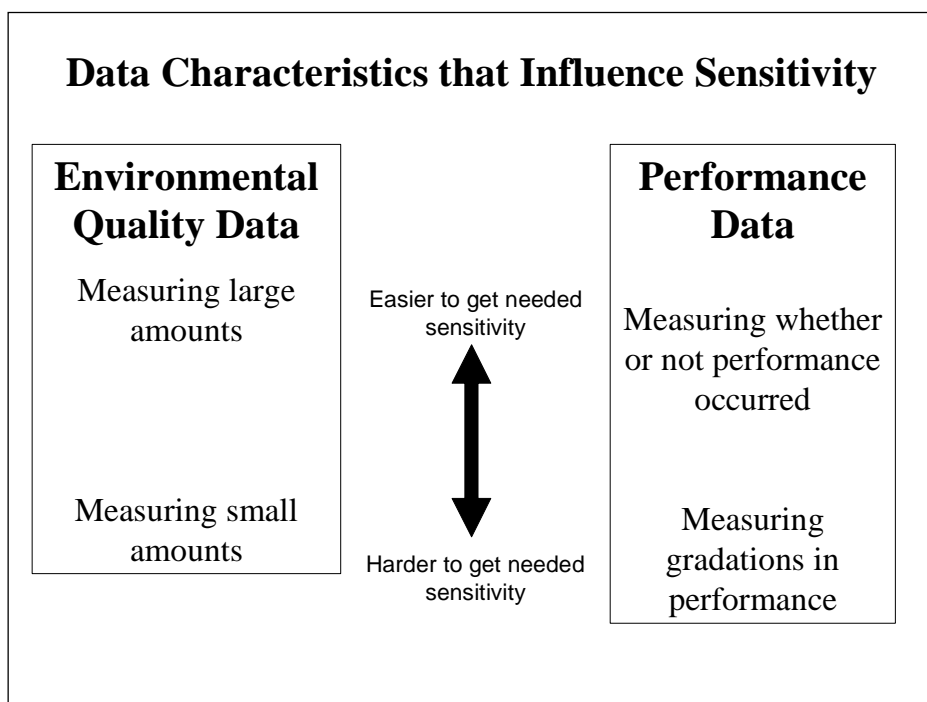 Data Characteristics that Influence Sensitivity
Environmental
Quality Data
Measuring large
amounts
Measuring small
amounts
Easier to get needed
sensitivity
Harder to get needed
sensitivity
Performance
Data
Measuring whether
or not performance
occurred
Measuring
gradations in
performance